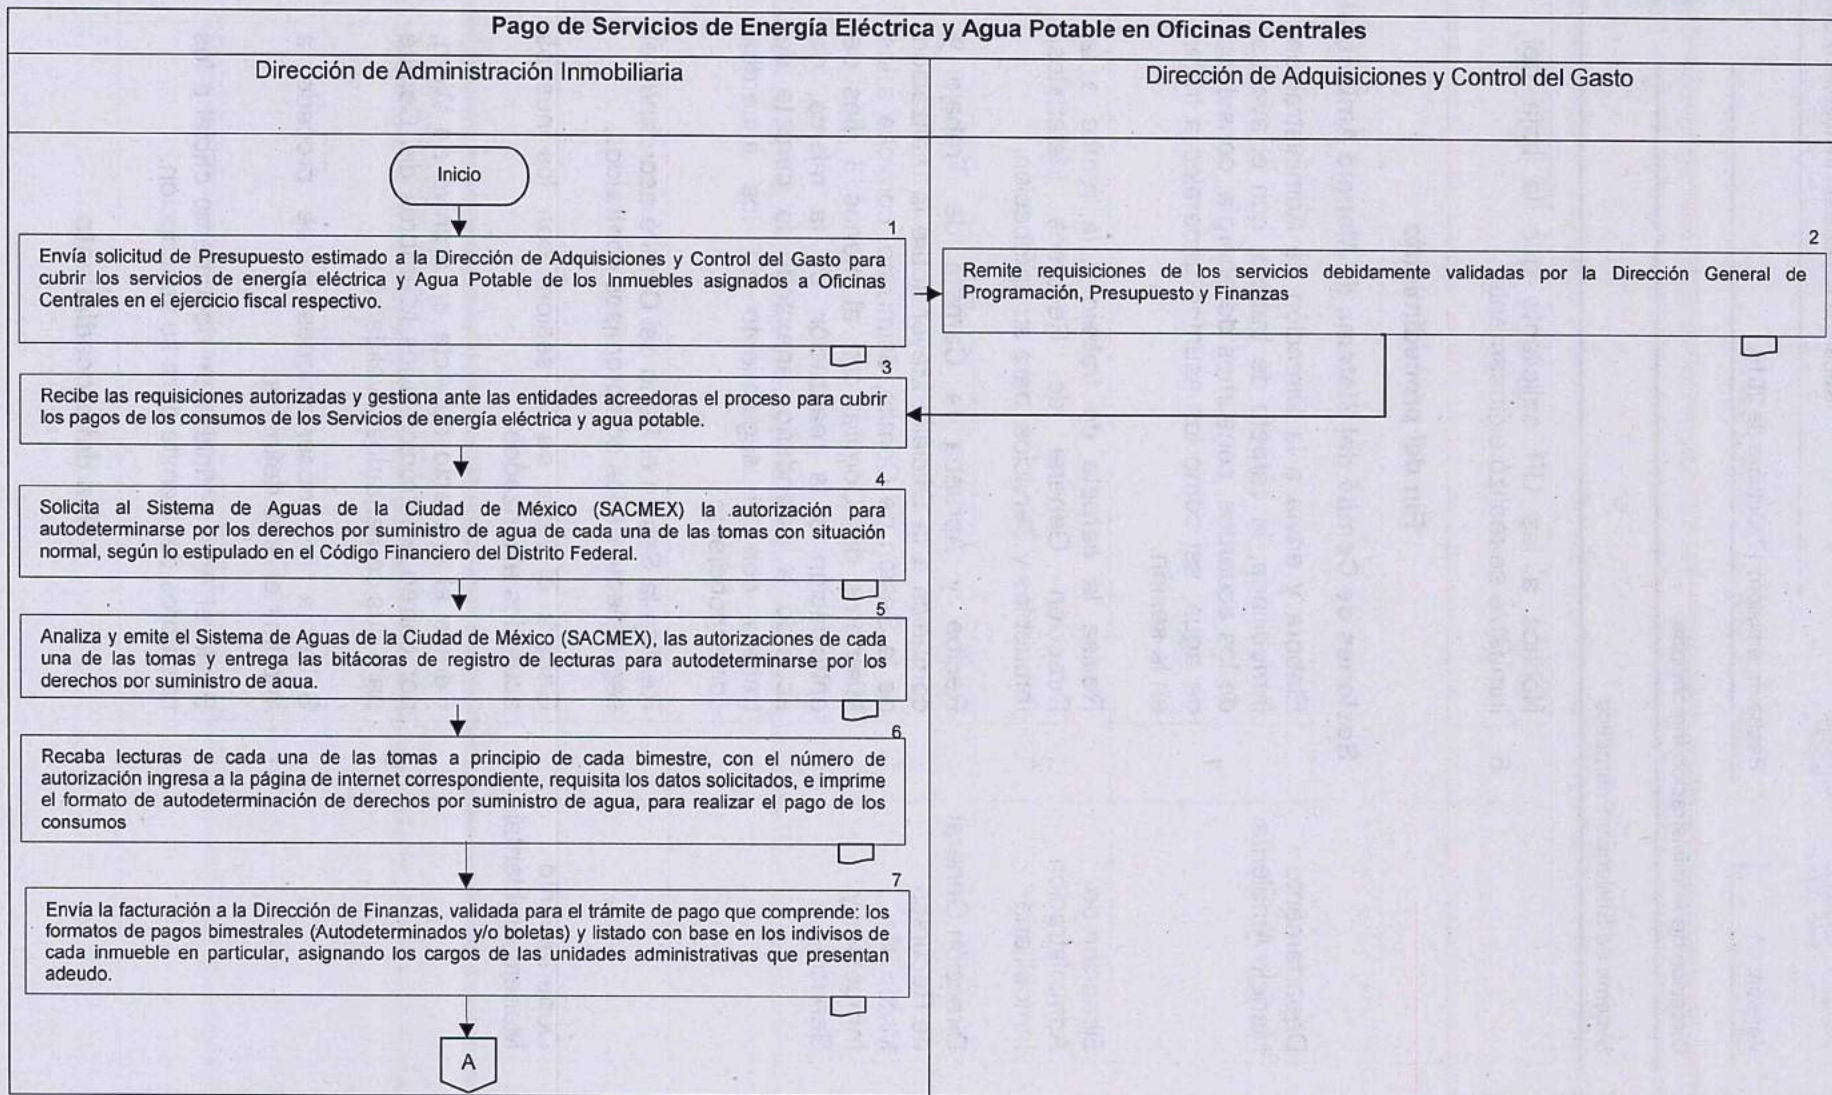 Pago de Servicios de Energía Eléctrica y Agua Potable en Oficinas Centrales
Dirección de Administración Inmobiliaria
Dirección de Adquisiciones y Control del Gasto
Inicio
1
Envía solicitud de Presupuesto estimado a la Dirección de Adquisiciones y Control del Gasto para
cubrir los servicios de energía eléctrica y Agua Potable de los Inmuebles asignados a Oficinas
Centrales en el ejercicio fiscal respectivo.
2
Remite requisiciones de los servicios debidamente validadas por la Dirección General de
Programación, Presupuesto y Finanzas
3
Recibe las requisiciones autorizadas y gestiona ante las entidades acreedoras el proceso para cubrir
los pagos de los consumos de los Servicios de energía eléctrica y agua potable.
4
Solicita al Sistema de Aguas de la Ciudad de México (SACMEX) la autorización para
autodeterminarse por los derechos por suministro de agua de cada una de las tomas con situación
normal, según lo estipulado en el Código Financiero del Distrito Federal.
5
Analiza y emite el Sistema de Aguas de la Ciudad de México (SACMEX), las autorizaciones de cada
una de las tomas y entrega las bitácoras de registro de lecturas para autodeterminarse por los
derechos por suministro de agua.
6
Recaba lecturas de cada una de las tomas a principio de cada bimestre, con el número de
autorización ingresa a la página de internet correspondiente, requisita los datos solicitados, e imprime
el formato de autodeterminación de derechos por suministro de agua, para realizar el pago de los
consumos
7
Envía la facturación a la Dirección de Finanzas, validada para el trámite de pago que comprende: los
formatos de pagos bimestrales (Autodeterminados y/o boletas) y listado con base en los indivisos de
cada inmueble en particular, asignando los cargos de las unidades administrativas que presentan
adeudo.
A